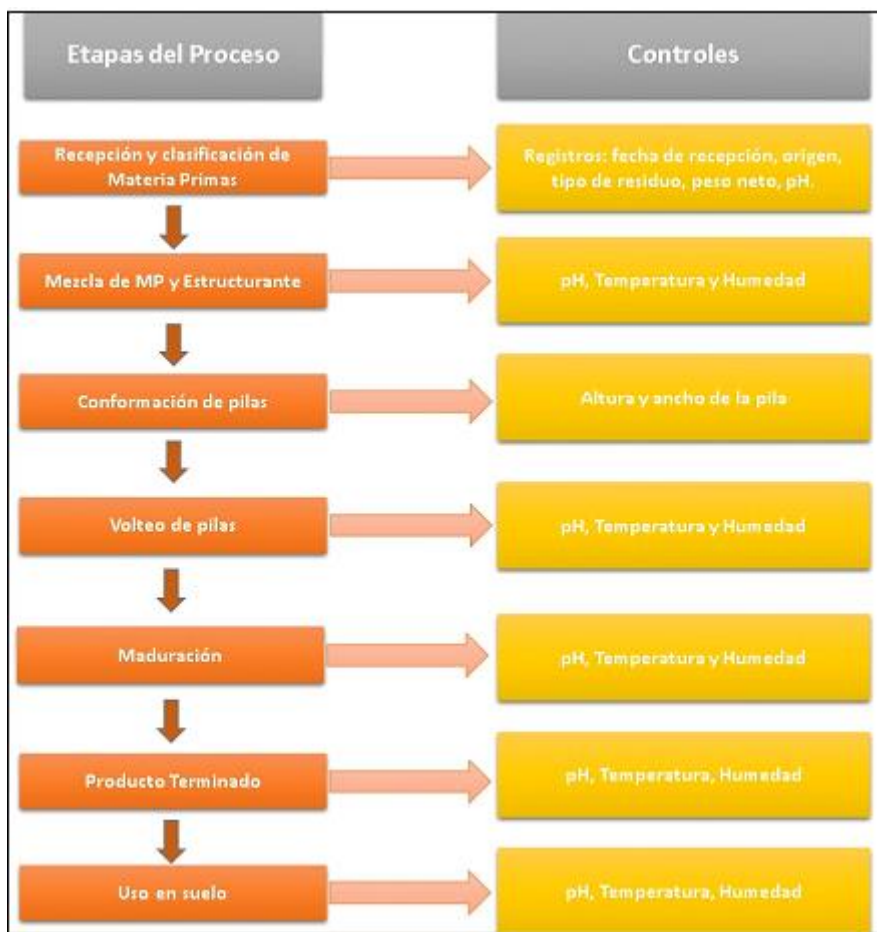 Etapas del Proceso
Controles
Recepción y clasificación de
Materia Primas
Registros: fecha de recepción, origen,
tipo de residuo, peso neto, pH.
Mezcla de MP y Estructurante
pH, Temperatura y Humedad
Conformación de pilas
Altura y ancho de la pila
Volteo de pilas
pH, Temperatura y Humedad
Maduración
pH, Temperatura y Humedad
Producto Terminado
pH, Temperatura, Humedad
Uso en suelo
pH, Temperatura, Humedad